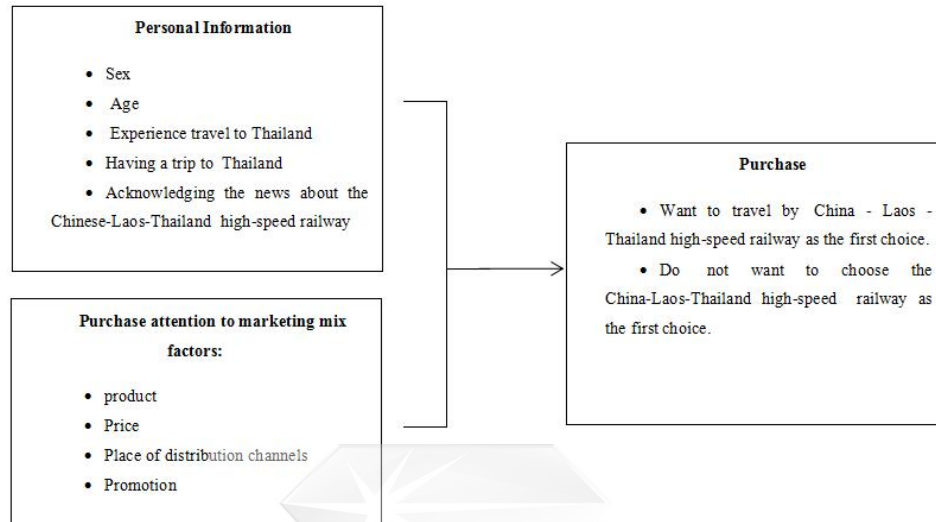 Personal Information
• Sex
• Age
• Experience travel to Thailand
• Having a trip to Thailand
• Acknowledging the news about the
Chinese-Laos-Thailand high-speed railway
Purchase attention to marketing mix
factors:
• product
• Price
• Place of distribution channels
• Promotion
Purchase
• Want to travel by China - Laos -
Thailand high-speed railway as the first choice.
• Do not want to choose the
China-Laos-Thailand high-speed railway as
the first choice.